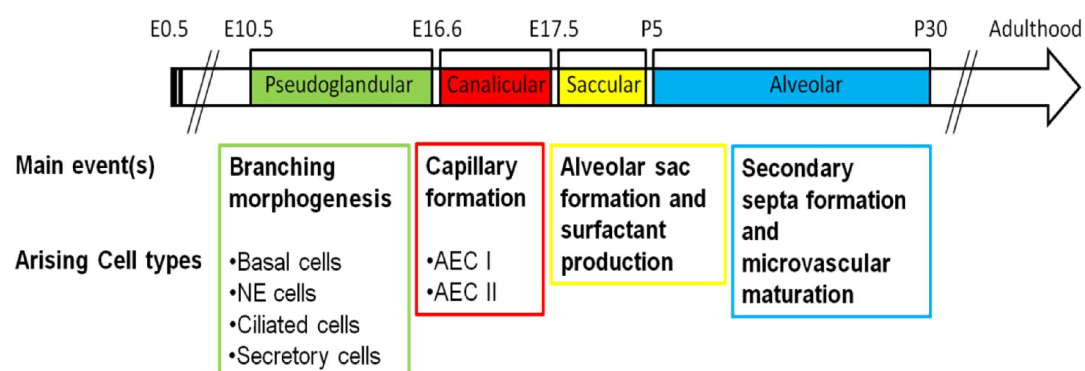 E0.5 E10.5 E16.6 E17.5 P5 P30 Adulthood
Pseudoglandular Canalicular Saccular Alveolar
Main event(s)
Branching
morphogenesis
Capillary
formation
Alveolar sac
formation and
surfactant
production
Secondary
septa formation
and
microvascular
maturation
Arising Cell types
•Basal cells
•NE cells
•Ciliated cells
•Secretory cells
•AEC I
•AEC II